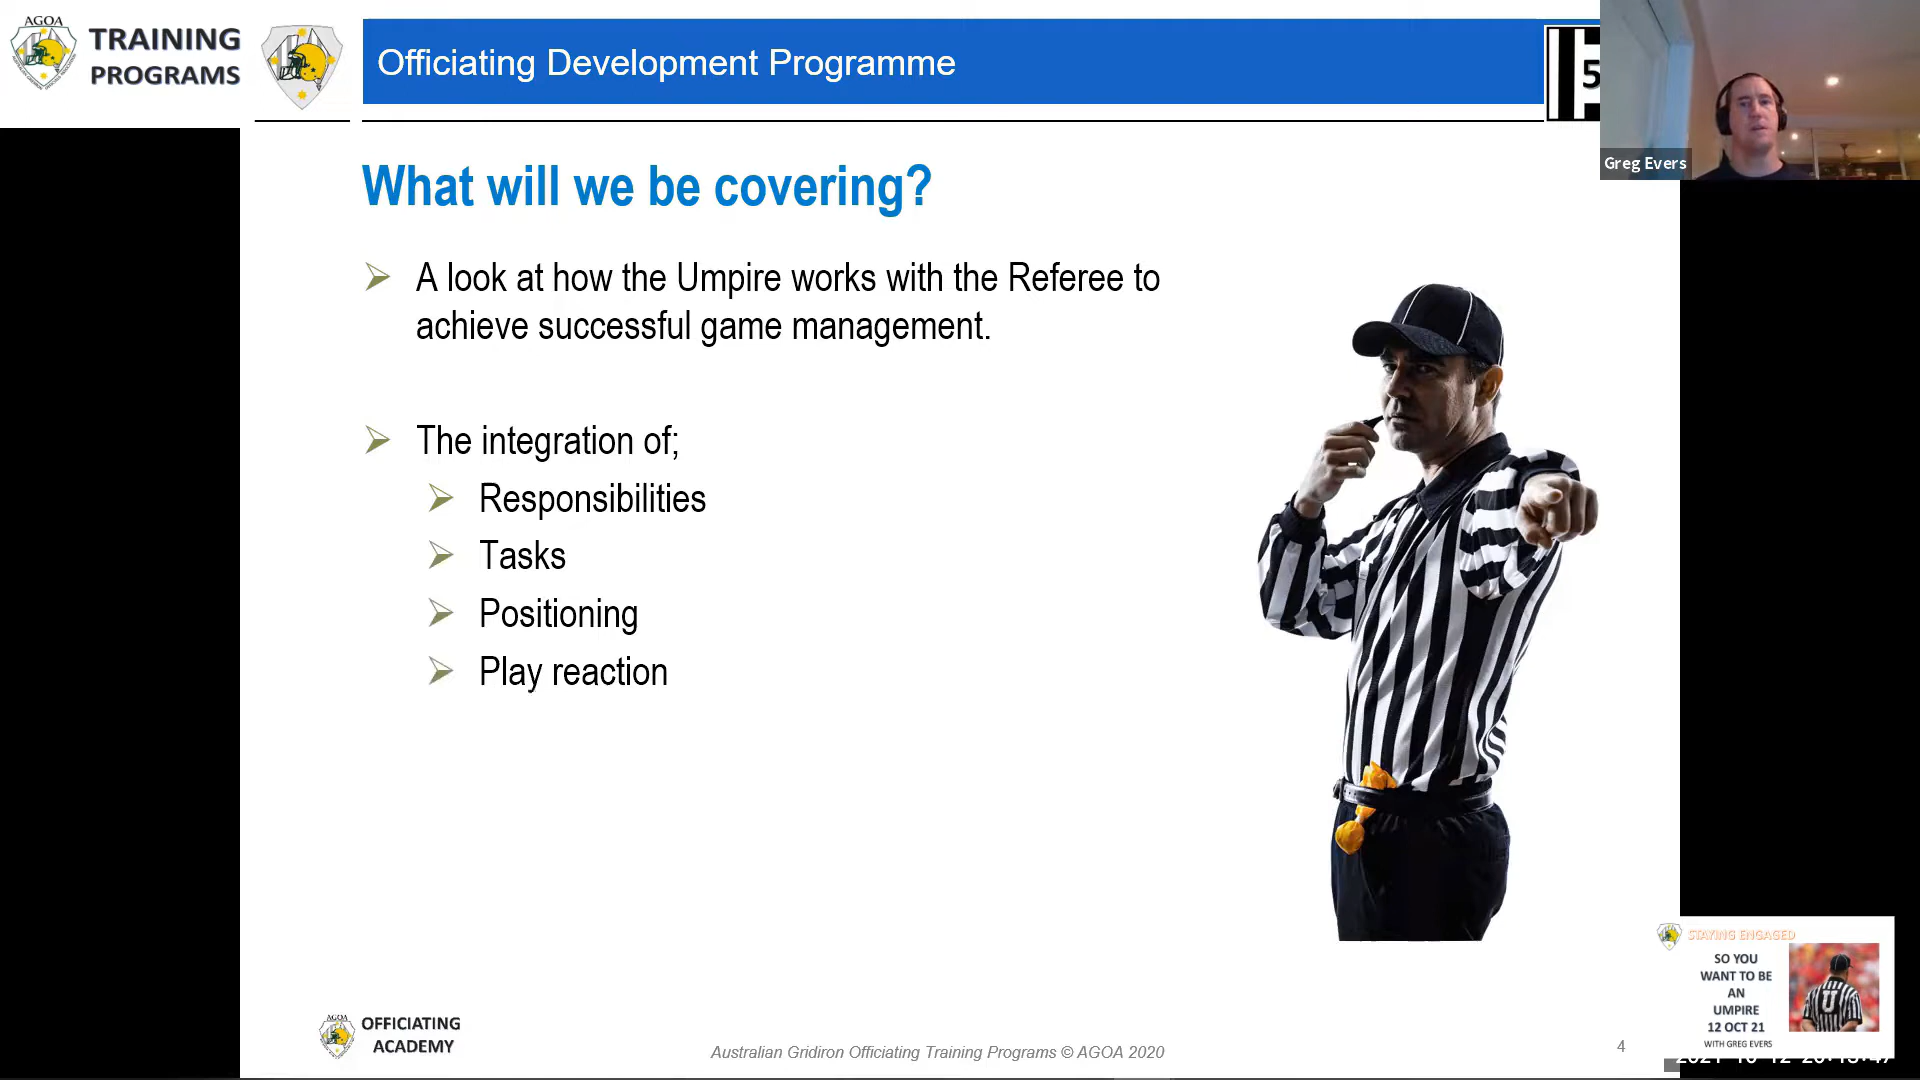 AGOA
TRAINING
PROGRAMS
Officiating Development Programme
5
Greg Evers
What will we be covering?
A look at how the Umpire works with the Referee to
achieve successful game management.
The integration of;
Responsibilities
Tasks
Positioning
Play reaction
STAYING ENGAGED
SO YOU
WANT TO BE
AN
UMPIRE
12 OCT 21
WITH GREG EVERS
U
AGOA
OFFICIATING
ACADEMY
Australian Gridiron Officiating Training Programs © AGOA 2020
4